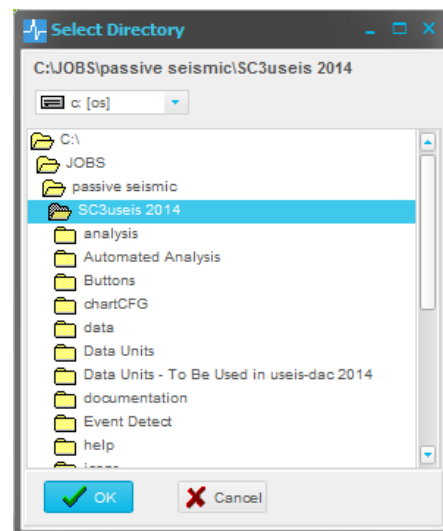 Select Directory
C:\JOBS\passive seismic\SC3useis 2014
c: [os]
C:\
JOBS
passive seismic
SC3useis 2014
analysis
Automated Analysis
Buttons
chartCFG
data
Data Units
Data Units - To Be Used in useis-dac 2014
documentation
Event Detect
help
OK
Cancel